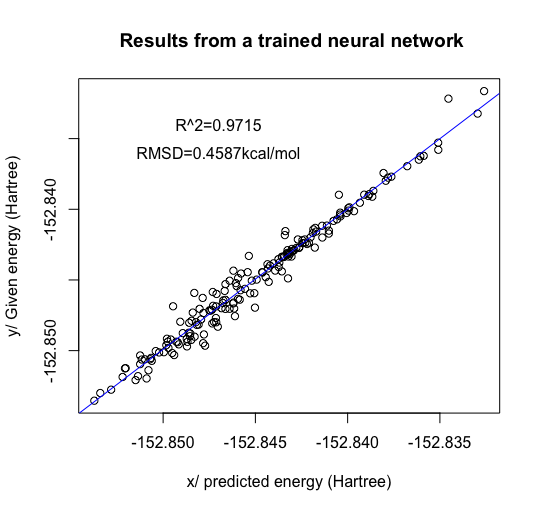 Results from a trained neural network
R^2=0.9715
RMSD=0.4587kcal/mol
y/ Given energy (Hartree)
-152.840
-152.850
-152.850 -152.845 -152.840 -152.835
x/ predicted energy (Hartree)